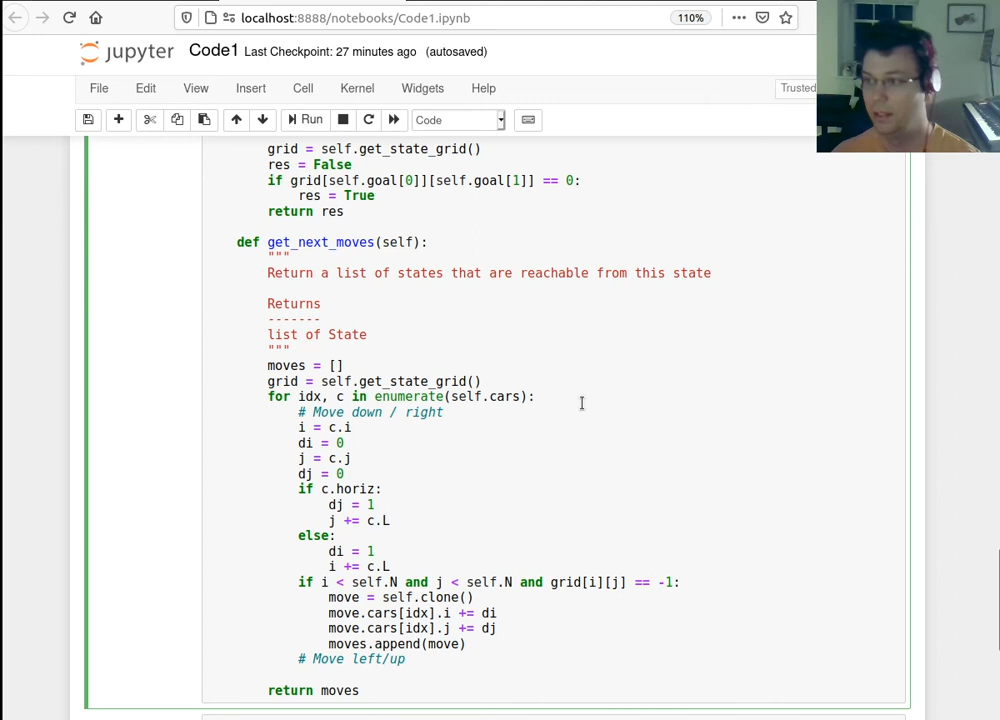 localhost:8888/notebooks/Code1.ipynb
110%
jupyter Code1 Last Checkpoint: 27 minutes ago (autosaved)
File Edit View Insert Cell Kernel Widgets Help
Trusted
Run
Code
grid = self.get_state_grid()
res = False
if grid[self.goal[0]][self.goal[1]] == 0:
res = True
return res
def get_next_moves(self):
"""
Return a list of states that are reachable from this state
Returns
-------
list of State
"""
moves = []
grid = self.get_state_grid()
for idx, c in enumerate(self.cars):
# Move down / right
i = c.i
di = 0
j = c.j
dj = 0
if c.horiz:
dj = 1
j += c.L
else:
di = 1
i += c.L
if i < self.N and j < self.N and grid[i][j] == -1:
move = self.clone()
move.cars[idx].i += di
move.cars[idx].j += dj
moves.append(move)
# Move left/up
return moves